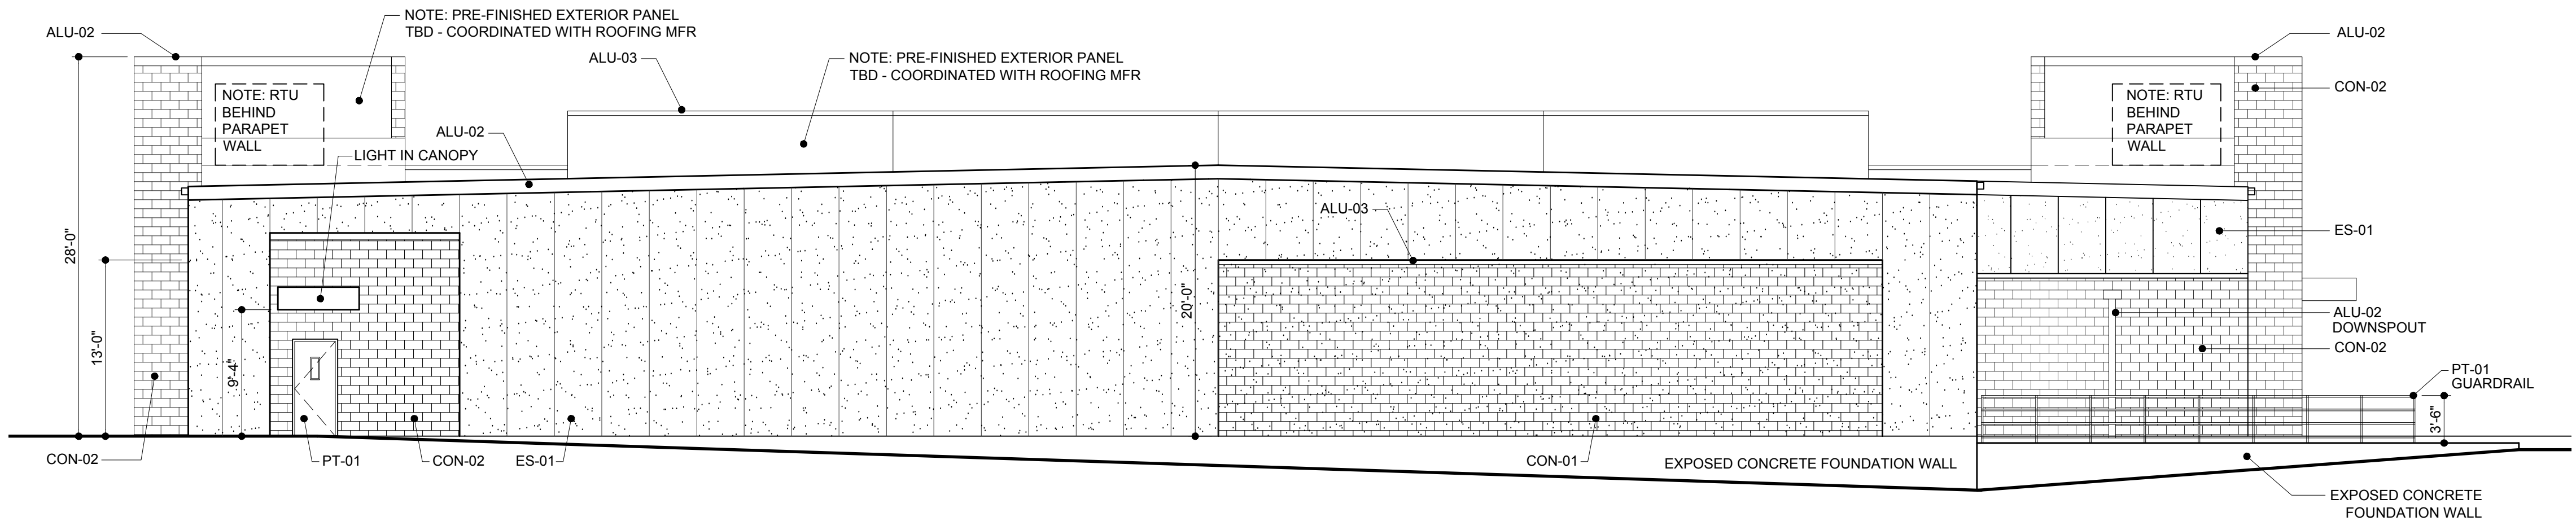 NOTE: PRE-FINISHED EXTERIOR PANEL
TBD - COORDINATED WITH ROOFING MFR
ALU-02
ALU-03
NOTE: PRE-FINISHED EXTERIOR PANEL
TBD - COORDINATED WITH ROOFING MFR
ALU-02
CON-02
NOTE: RTU
BEHIND
PARAPET
WALL
NOTE: RTU
BEHIND
PARAPET
WALL
ALU-02
LIGHT IN CANOPY
ALU-03
28'-0"
13'-0"
9'-4"
20'-0"
ES-01
ALU-02
DOWNSPOUT
CON-02
PT-01
GUARDRAIL
3'-6"
CON-02
PT-01
CON-02
ES-01
CON-01
EXPOSED CONCRETE FOUNDATION WALL
EXPOSED CONCRETE
FOUNDATION WALL